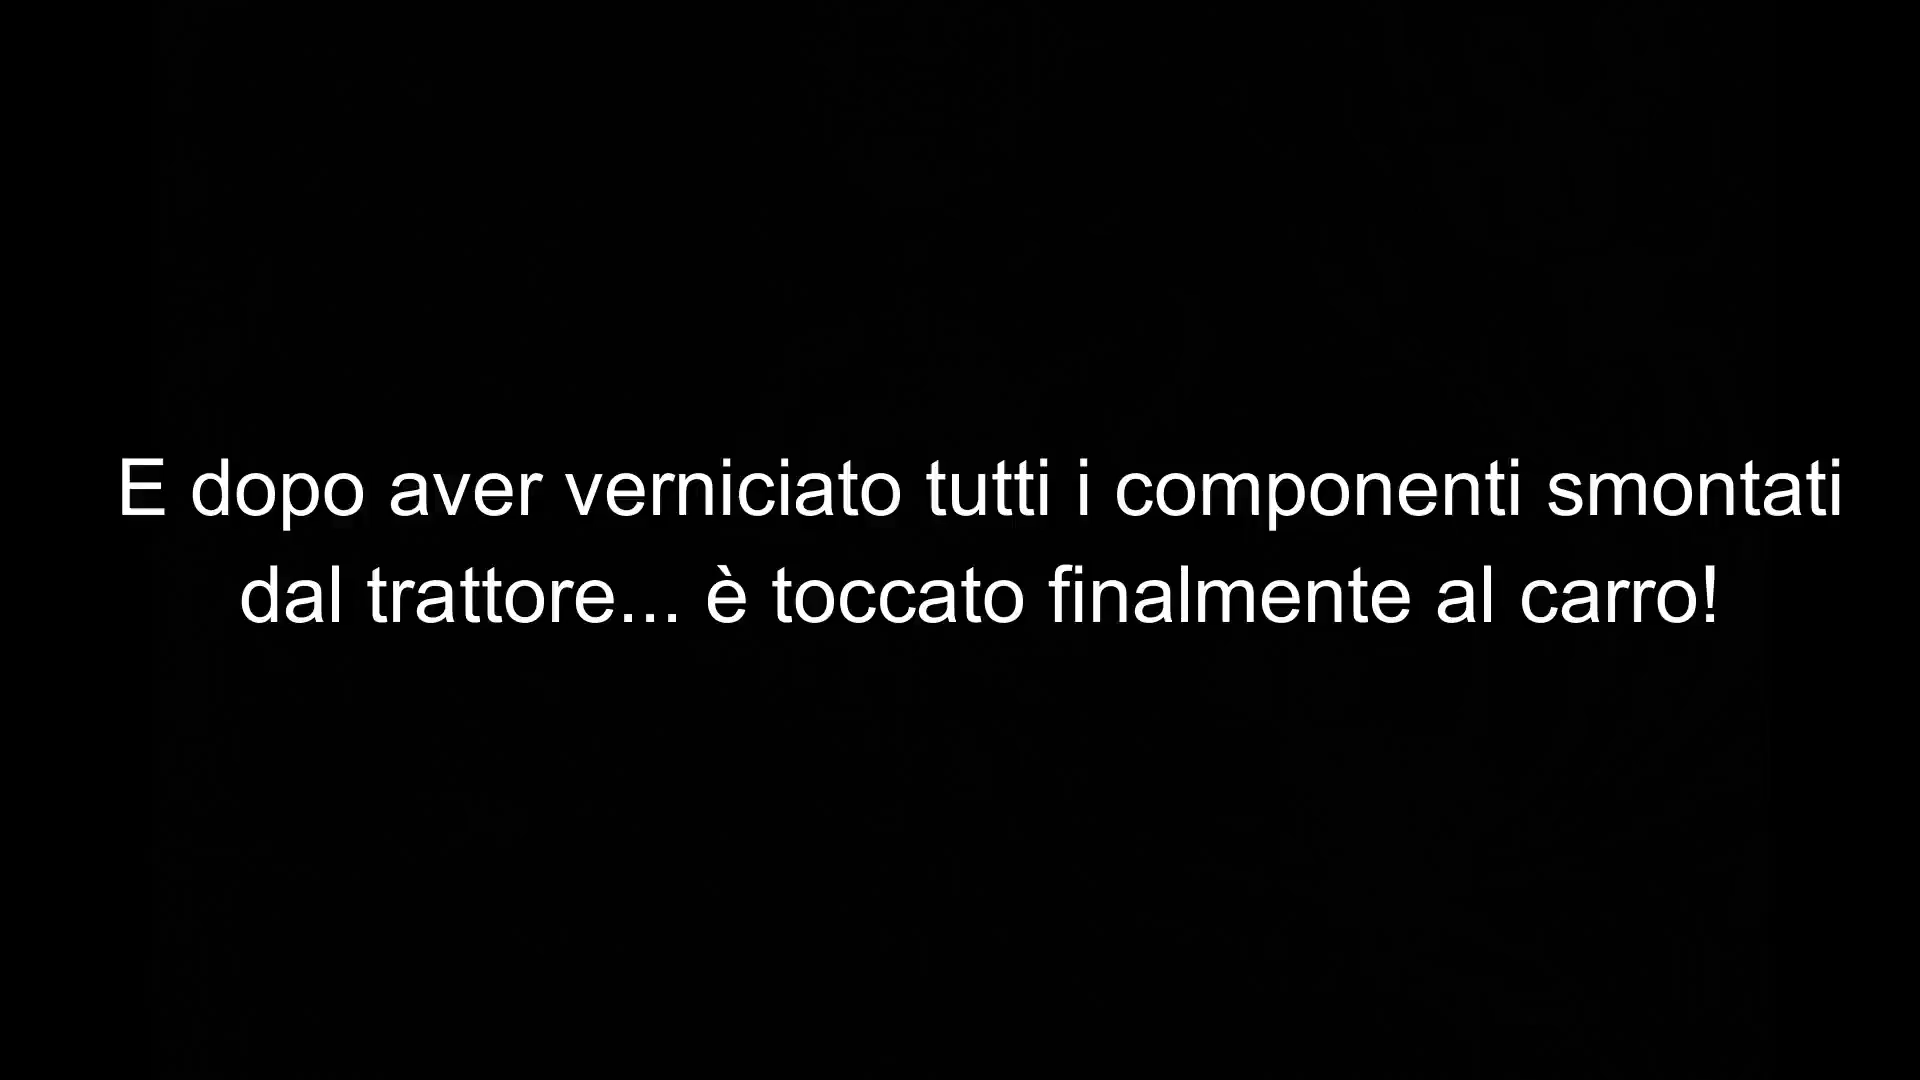 E dopo aver verniciato tutti i componenti smontati
dal trattore... è toccato finalmente al carro!